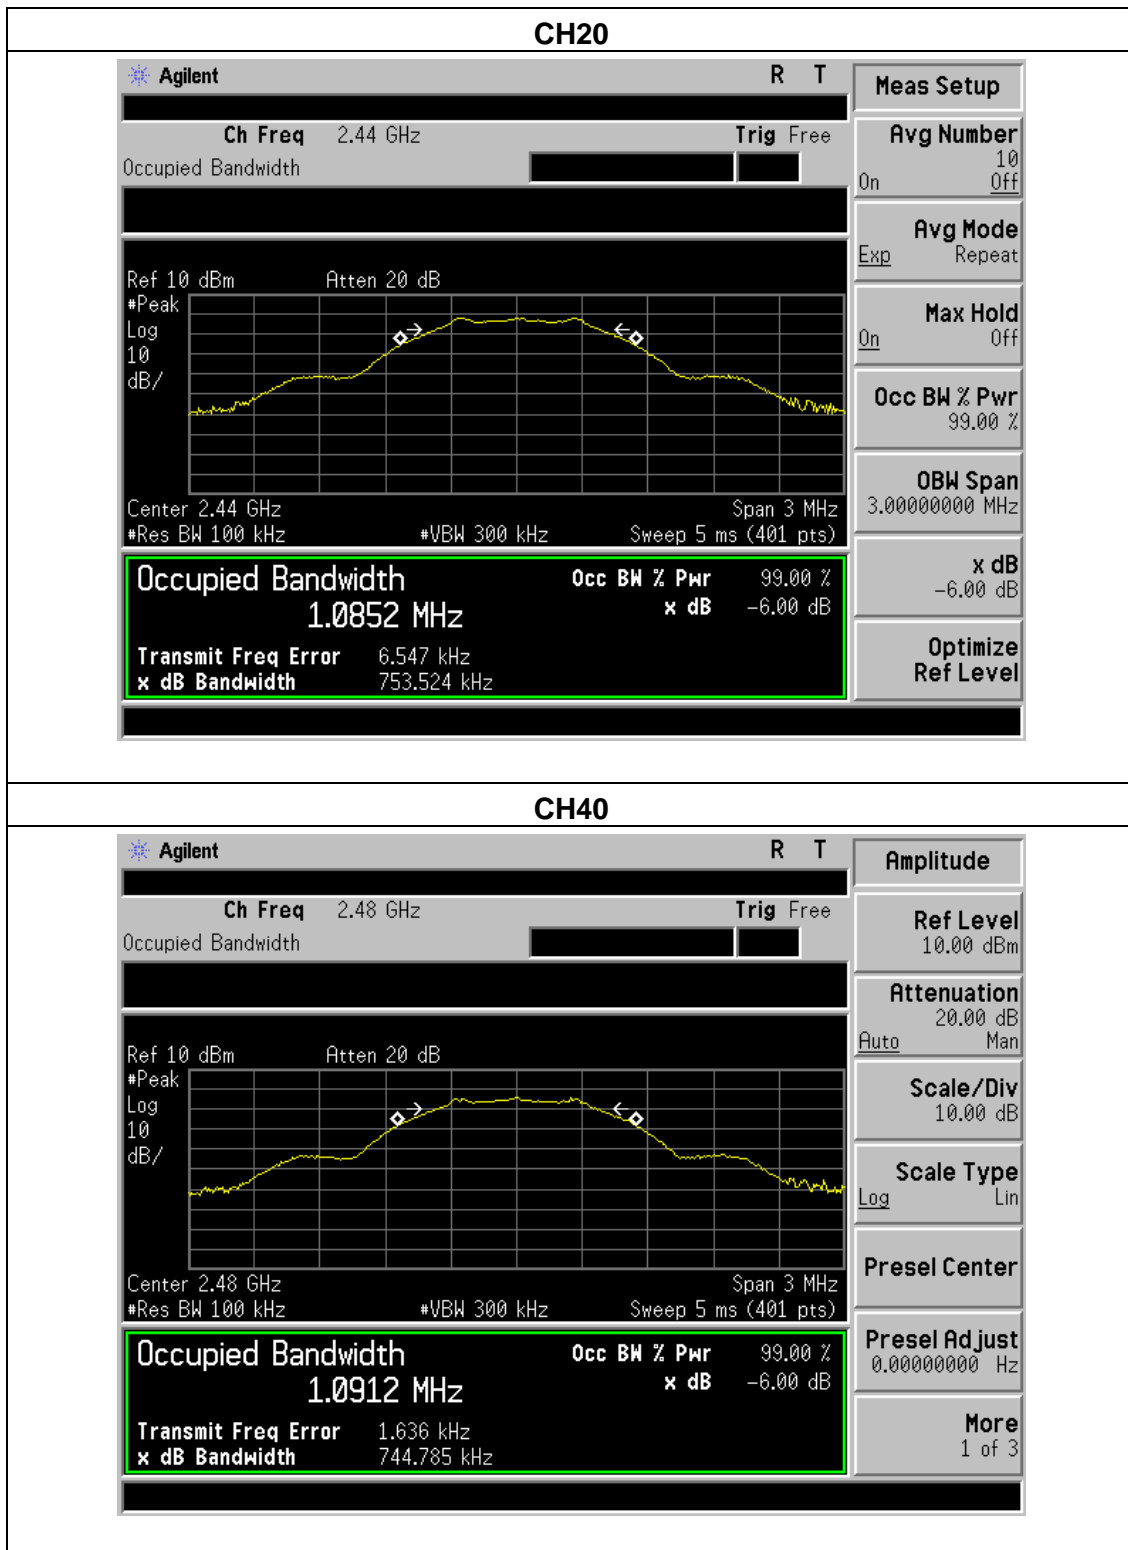 CH20
Agilent R T
Meas Setup
Ch Freq 2.44 GHz Trig Free
Occupied Bandwidth
Avg Number
10
On Off
Avg Mode
Exp Repeat
Ref 10 dBm Atten 20 dB
#Peak
Log
10
dB/
Max Hold
On Off
Occ BW % Pwr
99.00 %
OBW Span
3.00000000 MHz
Center 2.44 GHz Span 3 MHz
#Res BW 100 kHz #VBW 300 kHz Sweep 5 ms (401 pts)
Occupied Bandwidth Occ BW % Pwr 99.00 %
1.0852 MHz x dB -6.00 dB
x dB
-6.00 dB
Transmit Freq Error 6.547 kHz
x dB Bandwidth 753.524 kHz
Optimize
Ref Level
CH40
Agilent R T
Amplitude
Ch Freq 2.48 GHz Trig Free
Occupied Bandwidth
Ref Level
10.00 dBm
Attenuation
20.00 dB
Auto Man
Ref 10 dBm Atten 20 dB
#Peak
Log
10
dB/
Scale/Div
10.00 dB
Scale Type
Log Lin
Presel Center
Center 2.48 GHz Span 3 MHz
#Res BW 100 kHz #VBW 300 kHz Sweep 5 ms (401 pts)
Occupied Bandwidth Occ BW % Pwr 99.00 %
1.0912 MHz x dB -6.00 dB
Presel Adjust
0.00000000 Hz
Transmit Freq Error 1.636 kHz
x dB Bandwidth 744.785 kHz
More
1 of 3